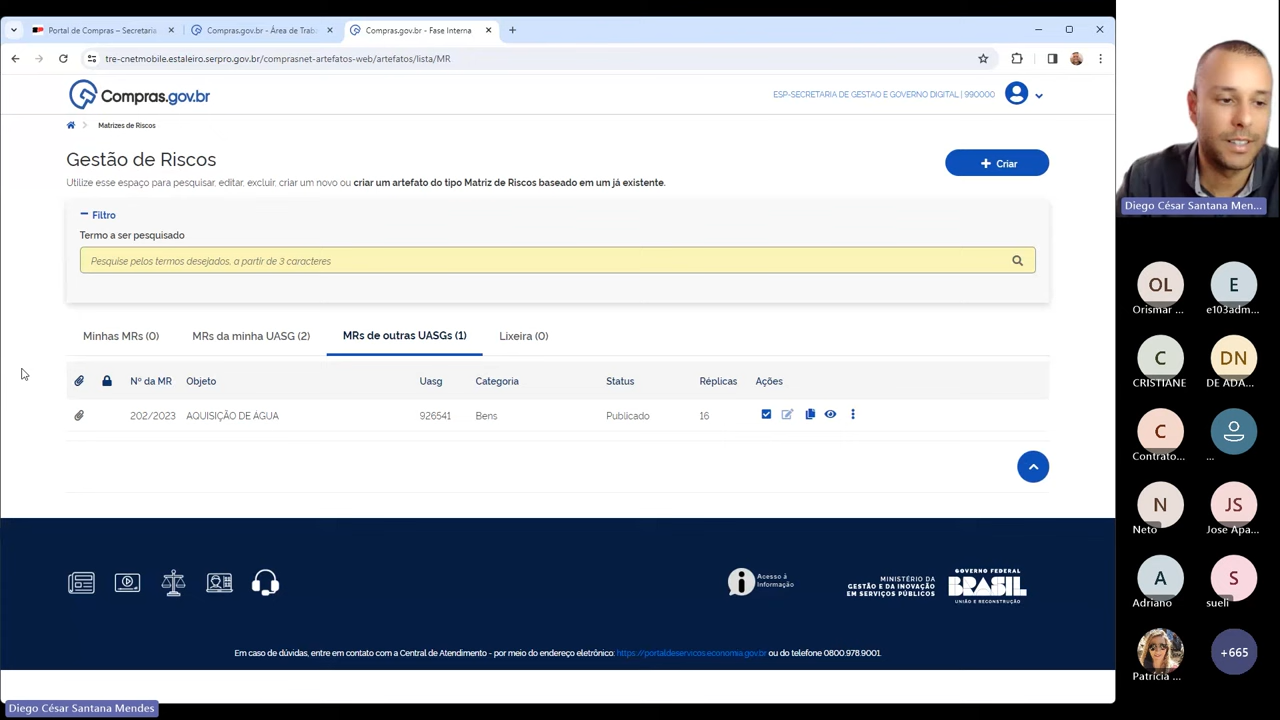 Portal de Compras – Secretaria
Compras.gov.br - Área de Trab
Compras.gov.br - Fase Interna
tre-cnetmobile.estaleiro.serpro.gov.br/comprasnet-artefatos-web/artefatos/lista/MR
Compras.gov.br
ESP-SECRETARIA DE GESTAO E GOVERNO DIGITAL | 990000
Matrizes de Riscos
Gestão de Riscos
Criar
Utilize esse espaço para pesquisar, editar, excluir, criar um novo ou criar um artefato do tipo Matriz de Riscos baseado em um já existente.
Filtro
Termo a ser pesquisado
Pesquise pelos termos desejados, a partir de 3 caracteres
Minhas MRs (0) MRs da minha UASG (2) MRs de outras UASGs (1) Lixeira (0)
Nº da MR Objeto Uasg Categoria Status Réplicas Ações
202/2023 AQUISIÇÃO DE ÁGUA 926541 Bens Publicado 16
Acesso à
Informação
MINISTÉRIO DA
GESTÃO E DA INOVAÇÃO
EM SERVIÇOS PÚBLICOS
GOVERNO FEDERAL
BRASIL
UNIÃO E RECONSTRUÇÃO
Em caso de dúvidas, entre em contato com a Central de Atendimento - por meio do endereço eletrônico: https://portaldeservicos.economia.gov.br ou do telefone 0800.978.9001.
Diego César Santana Mendes
Diego César Santana Men...
OL
Orismar ...
E
e103adm...
C
CRISTIANE
DN
DE ADA...
C
Contrato...
...
N
Neto
JS
Jose Apa...
A
Adriano
S
sueli
Patrícia ...
+665